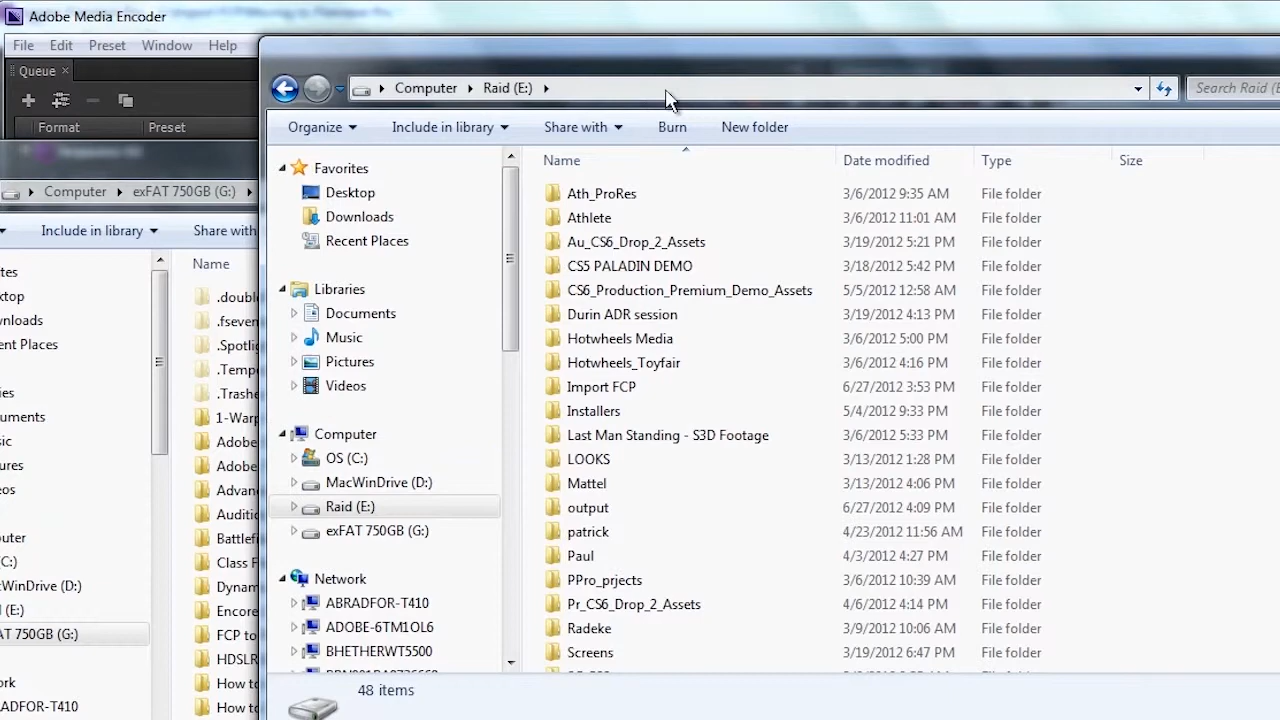 Adobe Media Encoder
File Edit Preset Window Help
Queue ×
Format Preset
Computer exFAT 750GB (G:)
Include in library Share with
Name
tes
ktop
wnloads
ent Places
ies
uments
sic
ures
eos
puter
(C:)
cWinDrive (D:)
l (E:)
AT 750GB (G:)
ork
ARADFOR-T410
.double
.fseven
.Spotlig
.Tempo
.Trashe
1-Warp
Adobe
Adobe
Advan
Auditic
Battlef
Class F
Dynam
Encore
FCP to
HDSLR
How to
How to
Computer Raid (E:) Search Raid (E
Organize Include in library Share with Burn New folder
Favorites
Desktop
Downloads
Recent Places
Libraries
Documents
Music
Pictures
Videos
Computer
OS (C:)
MacWinDrive (D:)
Raid (E:)
exFAT 750GB (G:)
Network
ABRADFOR-T410
ADOBE-6TM1OL6
BHETHERWT5500
Name Date modified Type Size
Ath_ProRes 3/6/2012 9:35 AM File folder
Athlete 3/6/2012 11:01 AM File folder
Au_CS6_Drop_2_Assets 3/19/2012 5:21 PM File folder
CS5 PALADIN DEMO 3/18/2012 5:42 PM File folder
CS6_Production_Premium_Demo_Assets 5/5/2012 12:58 AM File folder
Durin ADR session 3/19/2012 4:13 PM File folder
Hotwheels Media 3/6/2012 5:00 PM File folder
Hotwheels_Toyfair 3/6/2012 4:16 PM File folder
Import FCP 6/27/2012 3:53 PM File folder
Installers 5/4/2012 9:33 PM File folder
Last Man Standing - S3D Footage 3/6/2012 5:33 PM File folder
LOOKS 3/13/2012 1:28 PM File folder
Mattel 3/13/2012 4:06 PM File folder
output 6/27/2012 4:09 PM File folder
patrick 4/23/2012 11:56 AM File folder
Paul 4/3/2012 4:27 PM File folder
PPro_prjects 3/6/2012 10:39 AM File folder
Pr_CS6_Drop_2_Assets 4/6/2012 4:14 PM File folder
Radeke 3/9/2012 10:06 AM File folder
Screens 3/19/2012 6:47 PM File folder
48 items